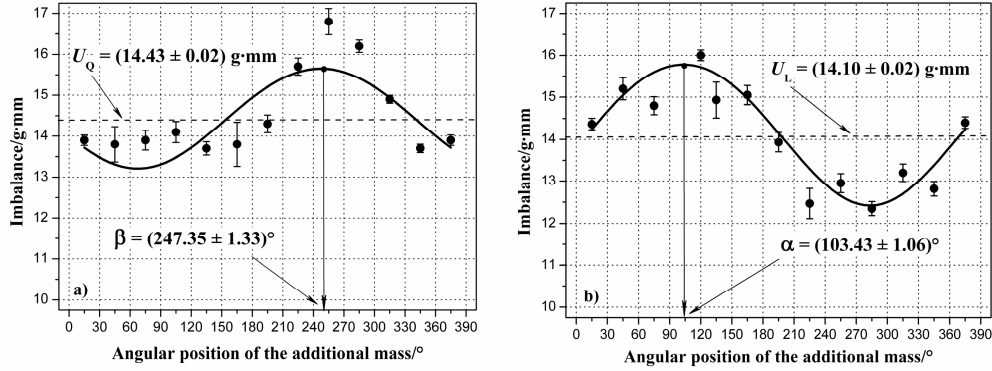 17
16
15
14
13
12
11
10
Imbalance/g·mm
U_Q = (14.43 ± 0.02) g·mm
β = (247.35 ± 1.33)°
a)
0 30 60 90 120 150 180 210 240 270 300 330 360 390
Angular position of the additional mass/°
17
16
15
14
13
12
11
10
Imbalance/g·mm
U_L = (14.10 ± 0.02) g·mm
α = (103.43 ± 1.06)°
b)
0 30 60 90 120 150 180 210 240 270 300 330 360 390
Angular position of the additional mass/°